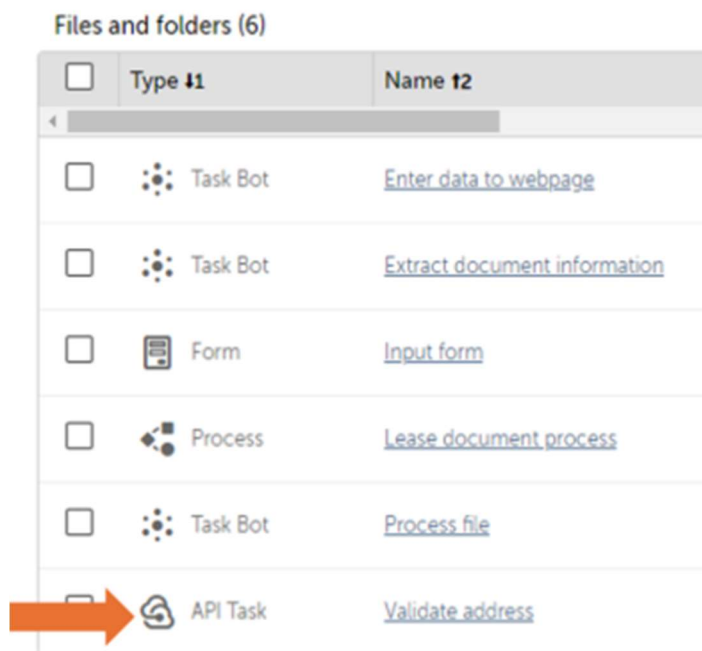 Files and folders (6)
Type ↓1 Name ↑2
Task Bot Enter data to webpage
Task Bot Extract document information
Form Input form
Process Lease document process
Task Bot Process file
API Task Validate address